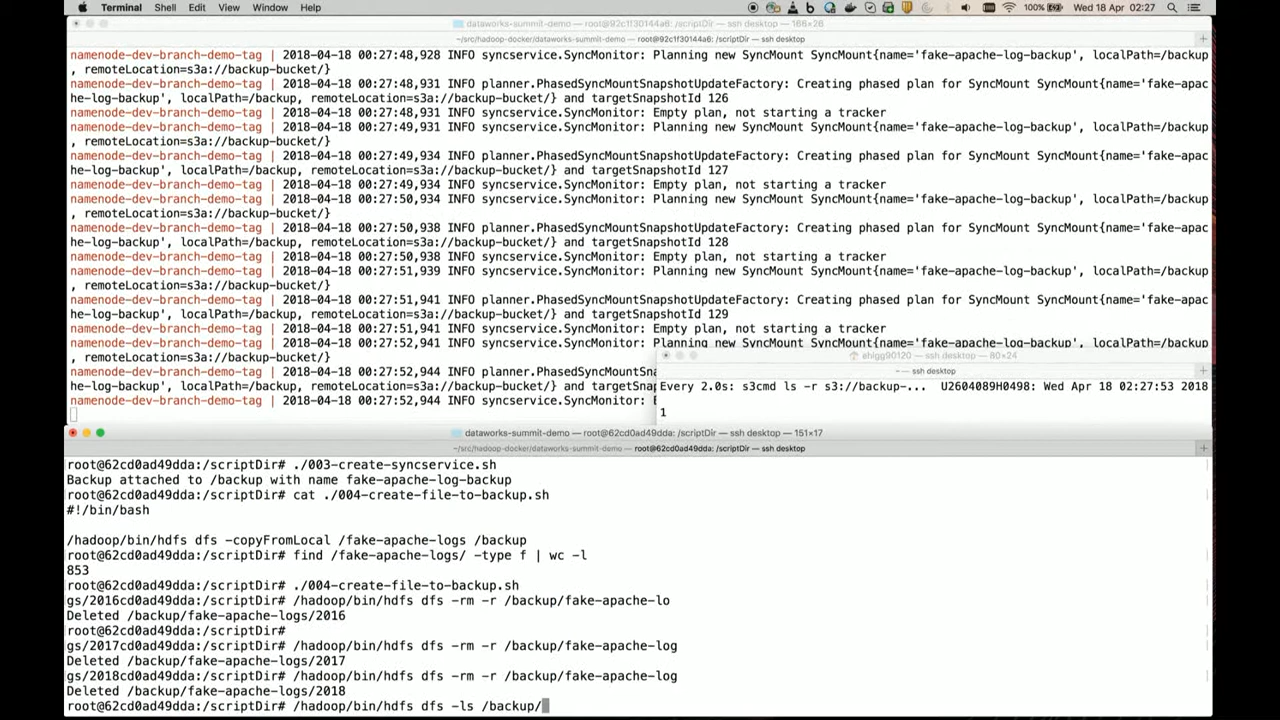 Terminal Shell Edit View Window Help 100% Wed 18 Apr 02:27
dataworks-summit-demo — root@92c1f30144a6: /scriptDir — ssh desktop — 166×26
~/src/hadoop-docker/dataworks-summit-demo — root@92c1f30144a6: /scriptDir — ssh desktop
namenode-dev-branch-demo-tag | 2018-04-18 00:27:48,928 INFO syncservice.SyncMonitor: Planning new SyncMount SyncMount{name='fake-apache-log-backup', localPath=/backup
, remoteLocation=s3a://backup-bucket/}
namenode-dev-branch-demo-tag | 2018-04-18 00:27:48,931 INFO planner.PhasedSyncMountSnapshotUpdateFactory: Creating phased plan for SyncMount SyncMount{name='fake-apac
he-log-backup', localPath=/backup, remoteLocation=s3a://backup-bucket/} and targetSnapshotId 126
namenode-dev-branch-demo-tag | 2018-04-18 00:27:48,931 INFO syncservice.SyncMonitor: Empty plan, not starting a tracker
namenode-dev-branch-demo-tag | 2018-04-18 00:27:49,931 INFO syncservice.SyncMonitor: Planning new SyncMount SyncMount{name='fake-apache-log-backup', localPath=/backup
, remoteLocation=s3a://backup-bucket/}
namenode-dev-branch-demo-tag | 2018-04-18 00:27:49,934 INFO planner.PhasedSyncMountSnapshotUpdateFactory: Creating phased plan for SyncMount SyncMount{name='fake-apac
he-log-backup', localPath=/backup, remoteLocation=s3a://backup-bucket/} and targetSnapshotId 127
namenode-dev-branch-demo-tag | 2018-04-18 00:27:49,934 INFO syncservice.SyncMonitor: Empty plan, not starting a tracker
namenode-dev-branch-demo-tag | 2018-04-18 00:27:50,934 INFO syncservice.SyncMonitor: Planning new SyncMount SyncMount{name='fake-apache-log-backup', localPath=/backup
, remoteLocation=s3a://backup-bucket/}
namenode-dev-branch-demo-tag | 2018-04-18 00:27:50,938 INFO planner.PhasedSyncMountSnapshotUpdateFactory: Creating phased plan for SyncMount SyncMount{name='fake-apac
he-log-backup', localPath=/backup, remoteLocation=s3a://backup-bucket/} and targetSnapshotId 128
namenode-dev-branch-demo-tag | 2018-04-18 00:27:50,938 INFO syncservice.SyncMonitor: Empty plan, not starting a tracker
namenode-dev-branch-demo-tag | 2018-04-18 00:27:51,939 INFO syncservice.SyncMonitor: Planning new SyncMount SyncMount{name='fake-apache-log-backup', localPath=/backup
, remoteLocation=s3a://backup-bucket/}
namenode-dev-branch-demo-tag | 2018-04-18 00:27:51,941 INFO planner.PhasedSyncMountSnapshotUpdateFactory: Creating phased plan for SyncMount SyncMount{name='fake-apac
he-log-backup', localPath=/backup, remoteLocation=s3a://backup-bucket/} and targetSnapshotId 129
namenode-dev-branch-demo-tag | 2018-04-18 00:27:51,941 INFO syncservice.SyncMonitor: Empty plan, not starting a tracker
namenode-dev-branch-demo-tag | 2018-04-18 00:27:52,941 INFO syncservice.SyncMonitor: Planning new SyncMount SyncMount{name='fake-apache-log-backup', localPath=/backup
, remoteLocation=s3a://backup-bucket/}
namenode-dev-branch-demo-tag | 2018-04-18 00:27:52,944 INFO planner.PhasedSyncMountSna
he-log-backup', localPath=/backup, remoteLocation=s3a://backup-bucket/} and targetSnap
namenode-dev-branch-demo-tag | 2018-04-18 00:27:52,944 INFO syncservice.SyncMonitor: E
ehigg90120 — ssh desktop — 80×24
~ — ssh desktop
Every 2.0s: s3cmd ls -r s3://backup-... U2604089H0498: Wed Apr 18 02:27:53 2018
1
dataworks-summit-demo — root@62cd0ad49dda: /scriptDir — ssh desktop — 151×17
~/src/hadoop-docker/dataworks-summit-demo — root@62cd0ad49dda: /scriptDir — ssh desktop
root@62cd0ad49dda:/scriptDir# ./003-create-syncservice.sh
Backup attached to /backup with name fake-apache-log-backup
root@62cd0ad49dda:/scriptDir# cat ./004-create-file-to-backup.sh
#!/bin/bash
/hadoop/bin/hdfs dfs -copyFromLocal /fake-apache-logs /backup
root@62cd0ad49dda:/scriptDir# find /fake-apache-logs/ -type f | wc -l
853
root@62cd0ad49dda:/scriptDir# ./004-create-file-to-backup.sh
gs/2016cd0ad49dda:/scriptDir# /hadoop/bin/hdfs dfs -rm -r /backup/fake-apache-lo
Deleted /backup/fake-apache-logs/2016
root@62cd0ad49dda:/scriptDir#
gs/2017cd0ad49dda:/scriptDir# /hadoop/bin/hdfs dfs -rm -r /backup/fake-apache-log
Deleted /backup/fake-apache-logs/2017
gs/2018cd0ad49dda:/scriptDir# /hadoop/bin/hdfs dfs -rm -r /backup/fake-apache-log
Deleted /backup/fake-apache-logs/2018
root@62cd0ad49dda:/scriptDir# /hadoop/bin/hdfs dfs -ls /backup/